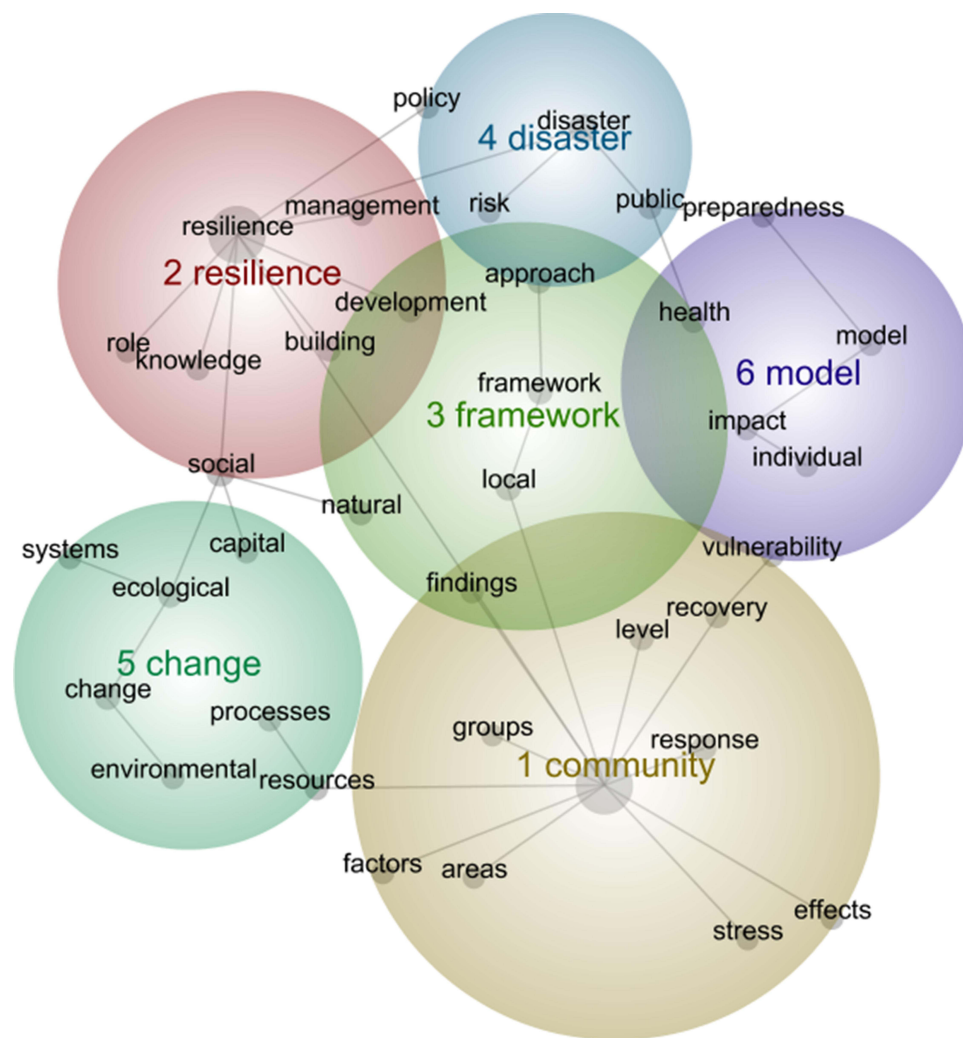 policy
disaster
4 disaster
management
risk
public
preparedness
resilience
2 resilience
approach
development
health
role
knowledge
building
model
6 model
framework
3 framework
impact
individual
social
local
natural
systems
capital
vulnerability
ecological
findings
recovery
level
5 change
change
processes
groups
response
1 community
environmental
resources
factors
areas
effects
stress